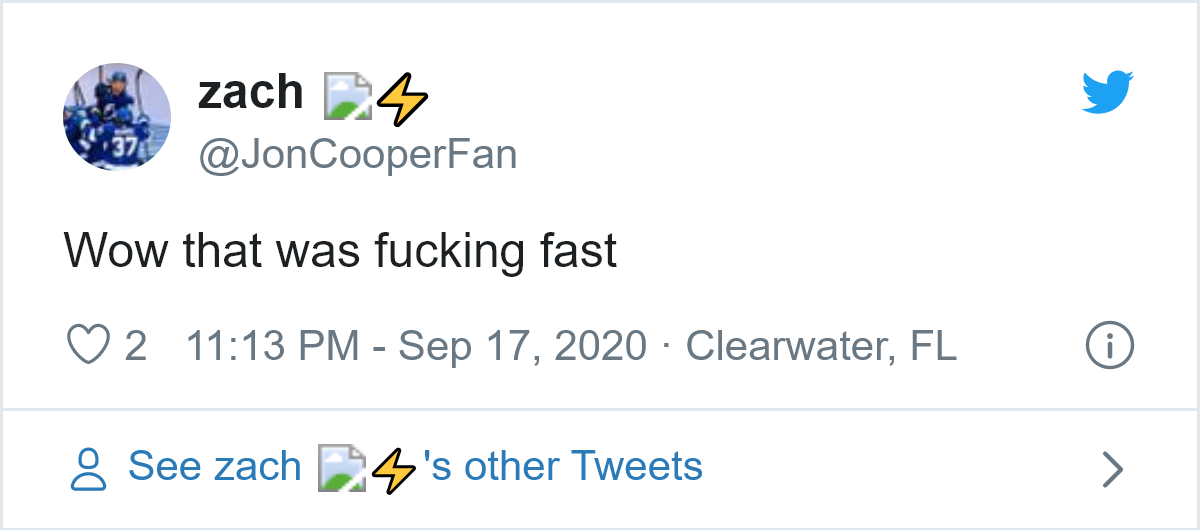 zach ⚡
@JonCooperFan
37
Wow that was fucking fast
2 11:13 PM - Sep 17, 2020 · Clearwater, FL
See zach ⚡'s other Tweets